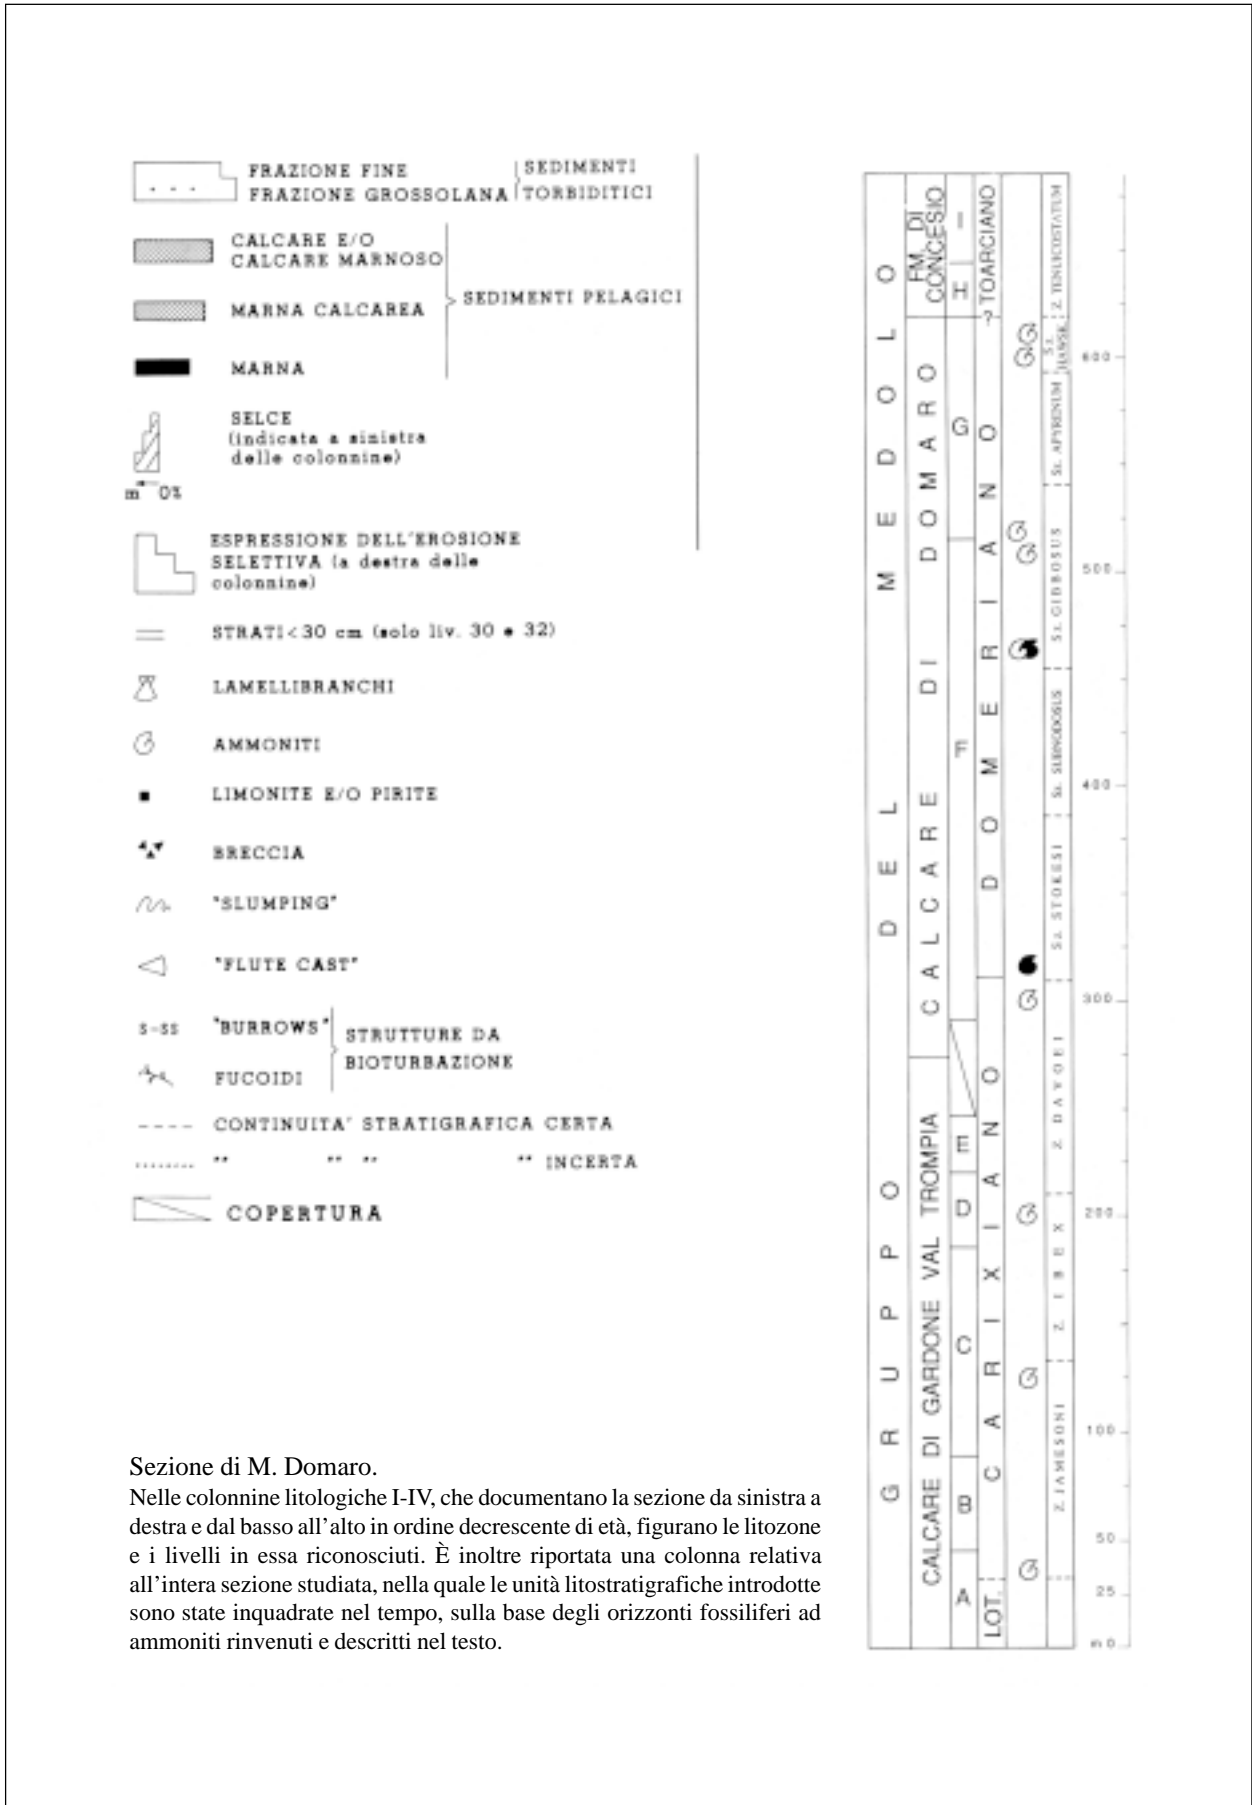 FRAZIONE FINE
FRAZIONE GROSSOLANA
SEDIMENTI
TORBIDITICI
CALCARE E/O
CALCARE MARNOSO
MARNA CALCAREA
SEDIMENTI PELAGICI
MARNA
SELCE
(indicata a sinistra
delle colonnine)
m 0%
ESPRESSIONE DELL'EROSIONE
SELETTIVA (a destra delle
colonnine)
STRATI<30 cm (solo liv. 30 e 32)
LAMELLIBRANCHI
AMMONITI
LIMONITE E/O PIRITE
BRECCIA
"SLUMPING"
"FLUTE CAST"
S-SS "BURROWS"
FUCOIDI
STRUTTURE DA
BIOTURBAZIONE
CONTINUITA' STRATIGRAFICA CERTA
" " " " INCERTA
COPERTURA
Sezione di M. Domaro.
Nelle colonnine litologiche I-IV, che documentano la sezione da sinistra a
destra e dal basso all'alto in ordine decrescente di età, figurano le litozone
e i livelli in essa riconosciuti. È inoltre riportata una colonna relativa
all'intera sezione studiata, nella quale le unità litostratigrafiche introdotte
sono state inquadrate nel tempo, sulla base degli orizzonti fossiliferi ad
ammoniti rinvenuti e descritti nel testo.
GRUPPO DEL MEDOLO
FM. DI
CONCESIO
CALCARE DI DOMARO
CALCARE DI GARDONE VAL TROMPIA
I
H
G
F
E
D
C
B
A
TOARCIANO
?
DOMERIANO
CARIXIANO
LOT.
Z. TENUICOSTATUM
Sz. HAWSK.
Sz. APYRENUM
Sz. GIBBOSUS
Sz. SUBNODOSUS
Sz. STOKESI
Z. DAVOEI
Z. IBEX
Z. JAMESONI
600
500
400
300
200
100
50
25
m 0